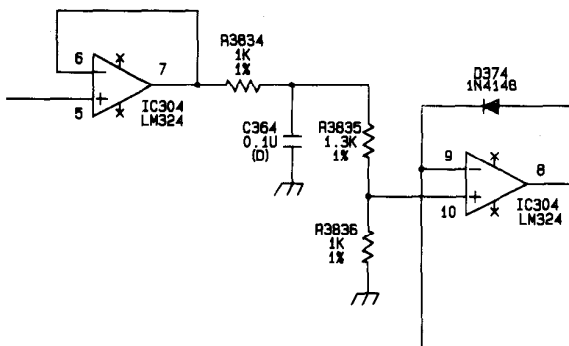 6
7
5
IC304
LM324
R3834
1K
1%
C364
0.1U
(D)
R3835
1.3K
1%
R3836
1K
1%
D374
1N4148
9
8
10
IC304
LM324